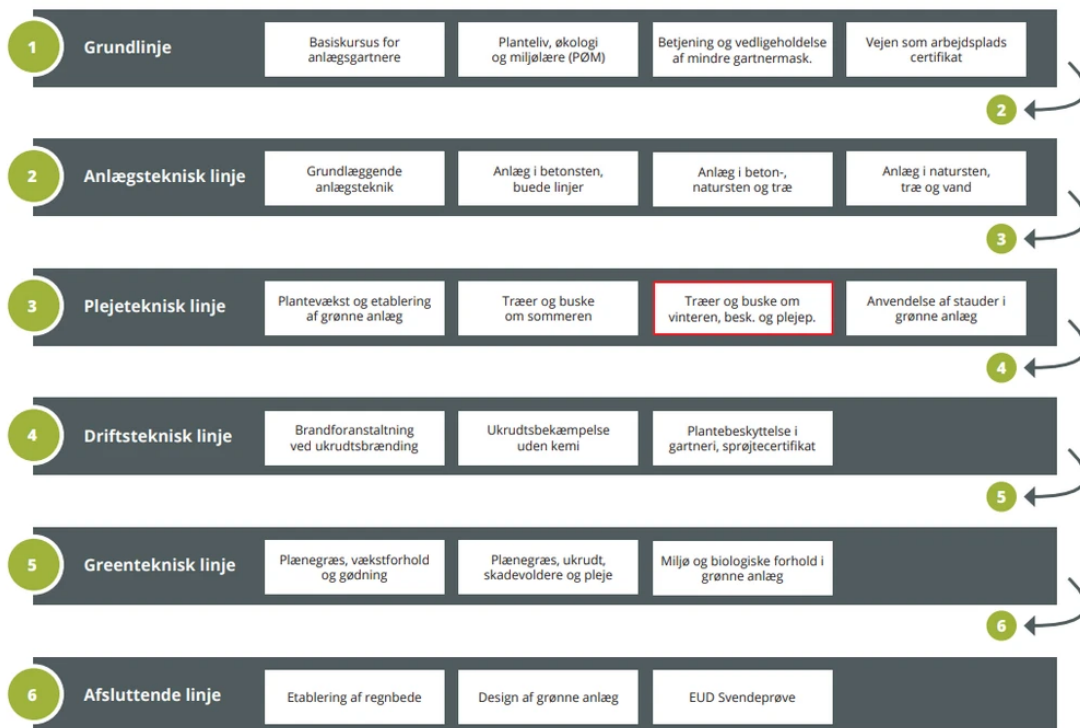 1
Grundlinje
Basiskursus for
anlægsgartnere
Planteliv, økologi
og miljølære (PØM)
Betjening og vedligeholdelse
af mindre gartnermask.
Vejen som arbejdsplads
certifikat
2
2
Anlægsteknisk linje
Grundlæggende
anlægsteknik
Anlæg i betonsten,
buede linjer
Anlæg i beton-,
natursten og træ
Anlæg i natursten,
træ og vand
3
3
Plejeteknisk linje
Plantevækst og etablering
af grønne anlæg
Træer og buske
om sommeren
Træer og buske om
vinteren, besk. og plejep.
Anvendelse af stauder i
grønne anlæg
4
4
Driftsteknisk linje
Brandforanstaltning
ved ukrudtsbrænding
Ukrudtsbekæmpelse
uden kemi
Plantebeskyttelse i
gartneri, sprøjtecertifikat
5
5
Greenteknisk linje
Plænegræs, vækstforhold
og gødning
Plænegræs, ukrudt,
skadevoldere og pleje
Miljø og biologiske forhold i
grønne anlæg
6
6
Afsluttende linje
Etablering af regnbede
Design af grønne anlæg
EUD Svendeprøve